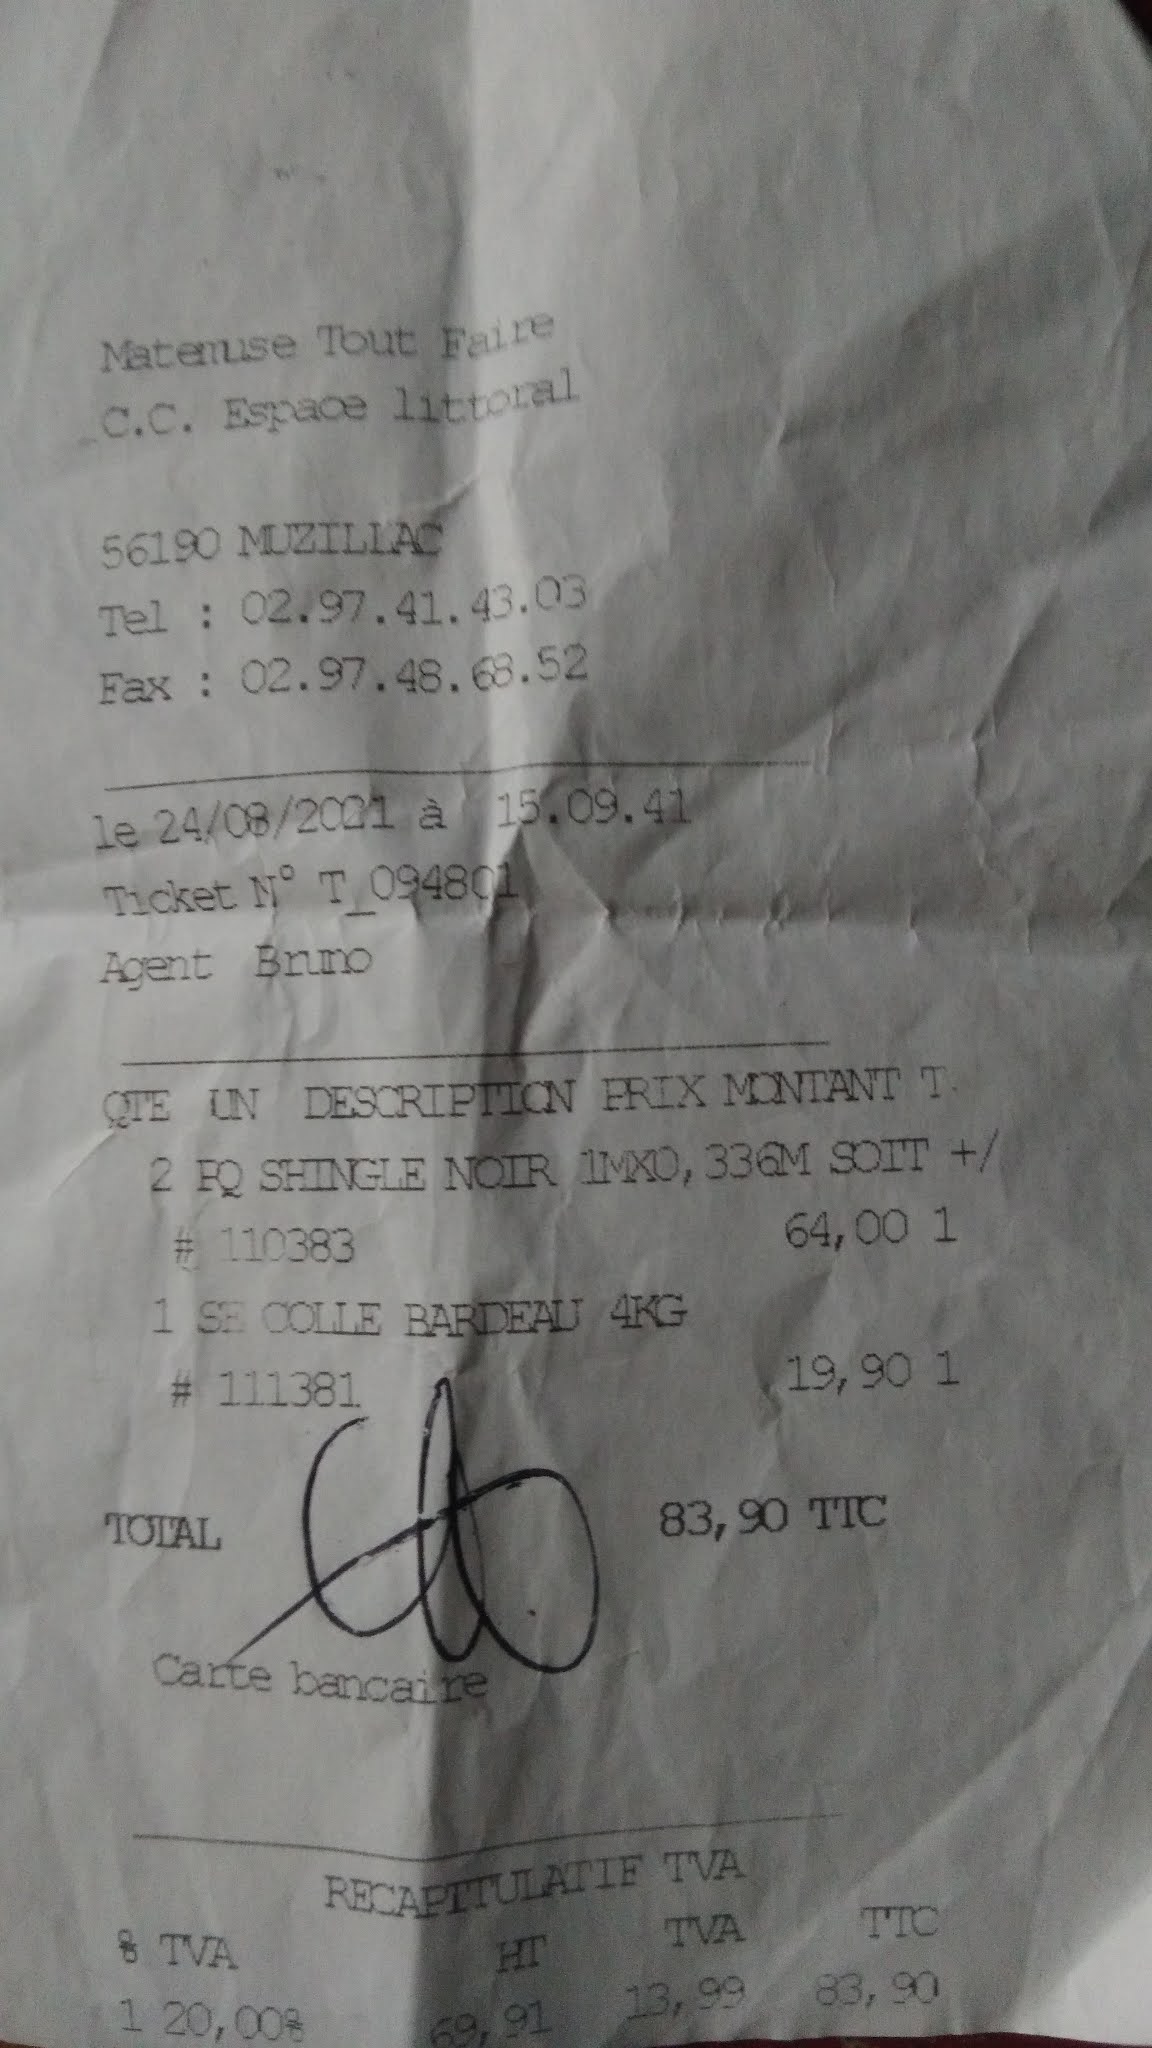 Matemuse Tout Faire
C.C. Espace littoral
56190 MUZILLAC
Tel : 02.97.41.43.03
Fax : 02.97.48.68.52
le 24/08/2021 à 15.09.41
Ticket N° T_094801
Agent Bruno
QTE UN DESCRIPTION PRIX MONTANT T.
2 PQ SHINGLE NOIR 1MX0,336M SOIT +/
# 110383 64,00 1
1 SE COLLE BARDEAU 4KG
# 111381 19,90 1
TOTAL 83,90 TTC
Carte bancaire
RECAPITULATIF TVA
% TVA HT TVA TTC
1 20,00% 69,91 13,99 83,90